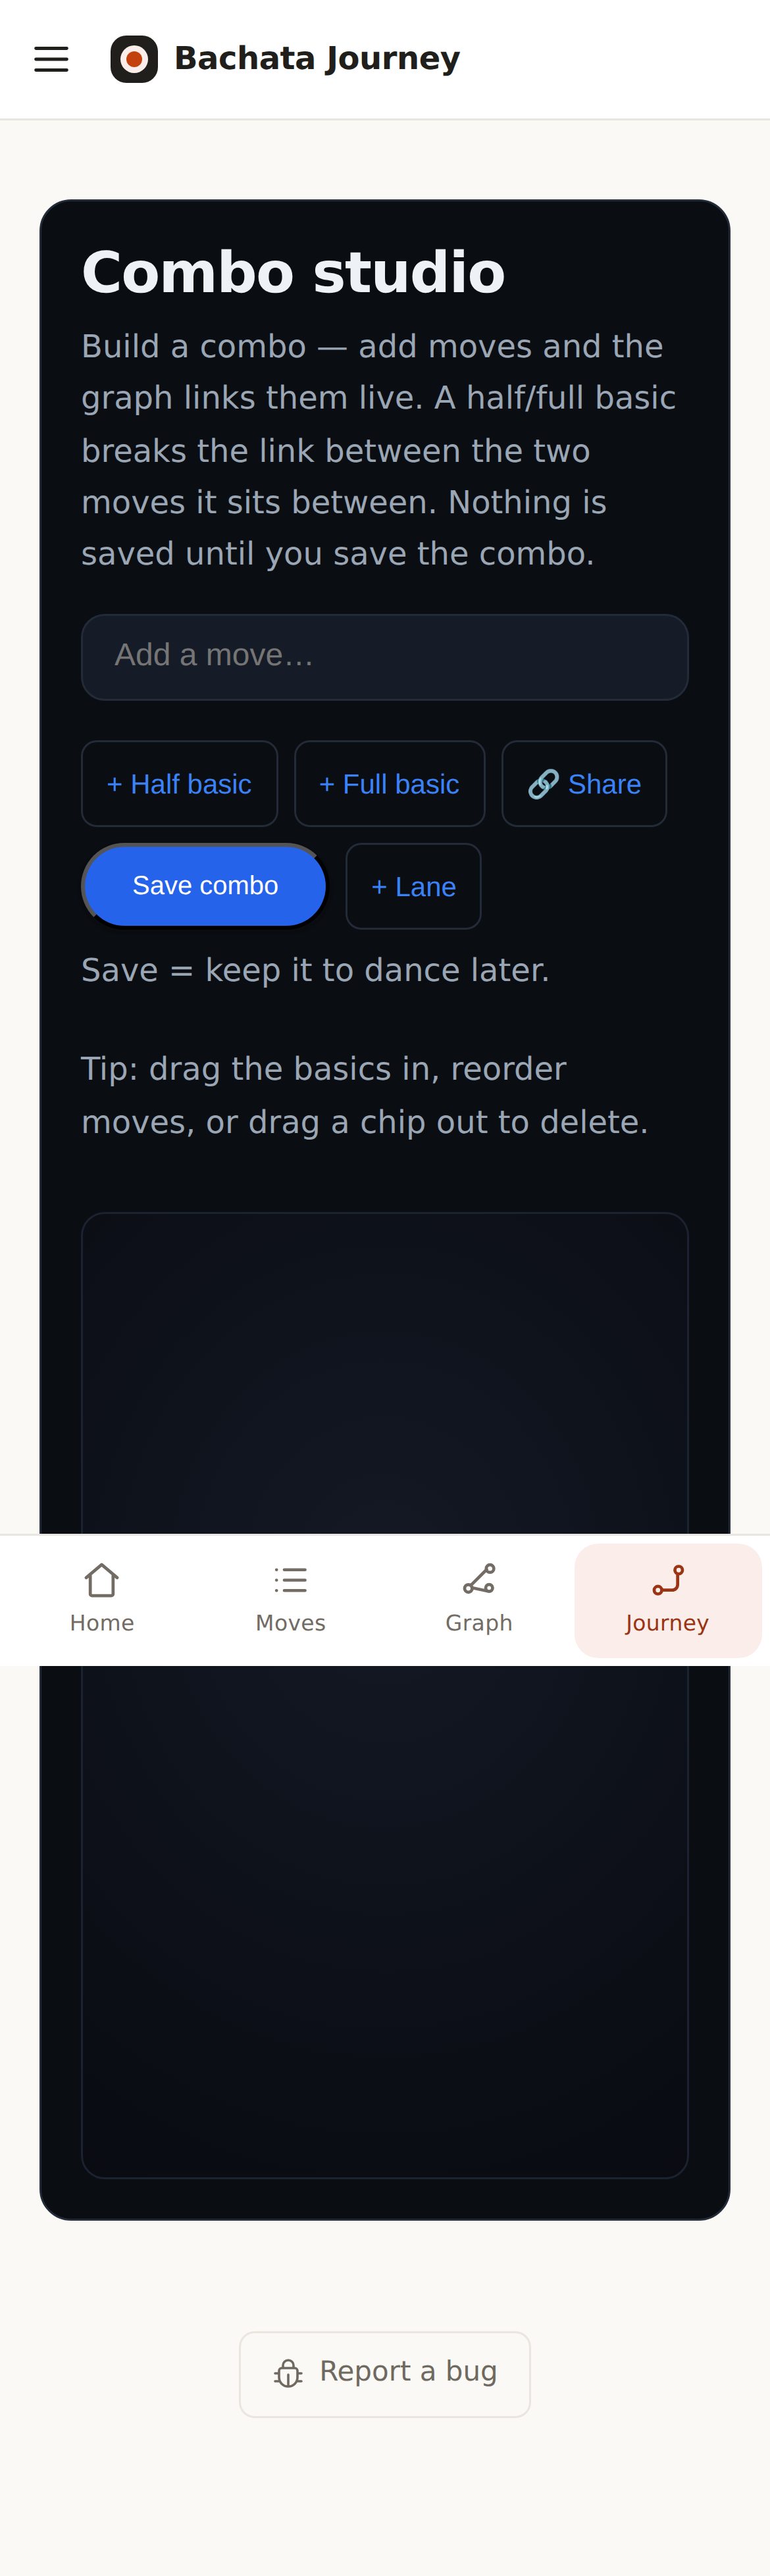 Bachata Journey
Combo studio
Build a combo — add moves and the
graph links them live. A half/full basic
breaks the link between the two
moves it sits between. Nothing is
saved until you save the combo.
Add a move…
+ Half basic
+ Full basic
🔗 Share
Save combo
+ Lane
Save = keep it to dance later.
Tip: drag the basics in, reorder
moves, or drag a chip out to delete.
Home
Moves
Graph
Journey
Report a bug